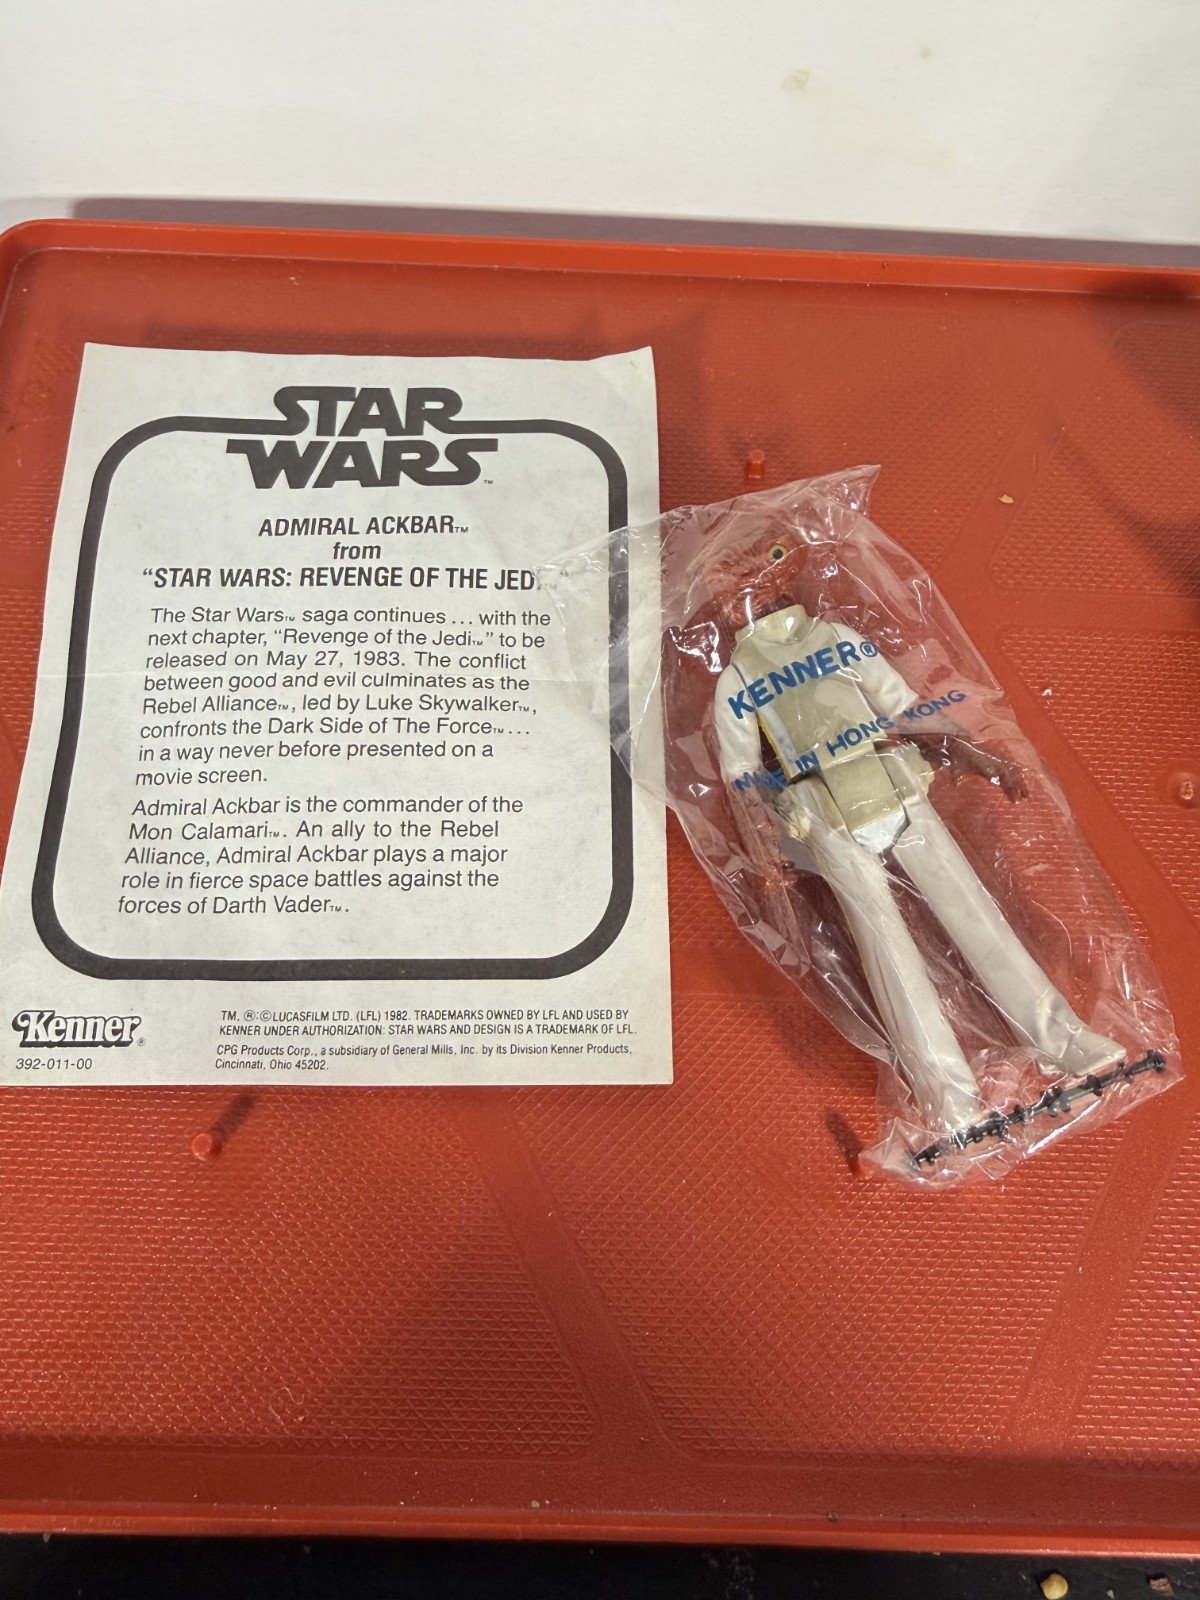 STAR
WARS™
ADMIRAL ACKBAR™
from
“STAR WARS: REVENGE OF THE JEDI™”
The Star Wars™ saga continues ... with the
next chapter, “Revenge of the Jedi™” to be
released on May 27, 1983. The conflict
between good and evil culminates as the
Rebel Alliance™, led by Luke Skywalker™,
confronts the Dark Side of The Force™ ...
in a way never before presented on a
movie screen.
Admiral Ackbar is the commander of the
Mon Calamari™. An ally to the Rebel
Alliance, Admiral Ackbar plays a major
role in fierce space battles against the
forces of Darth Vader™.
Kenner®
392-011-00
TM, ®:©LUCASFILM LTD. (LFL) 1982. TRADEMARKS OWNED BY LFL AND USED BY
KENNER UNDER AUTHORIZATION: STAR WARS AND DESIGN IS A TRADEMARK OF LFL.
CPG Products Corp., a subsidiary of General Mills, Inc. by its Division Kenner Products,
Cincinnati, Ohio 45202.
KENNER®
MADE IN HONG KONG